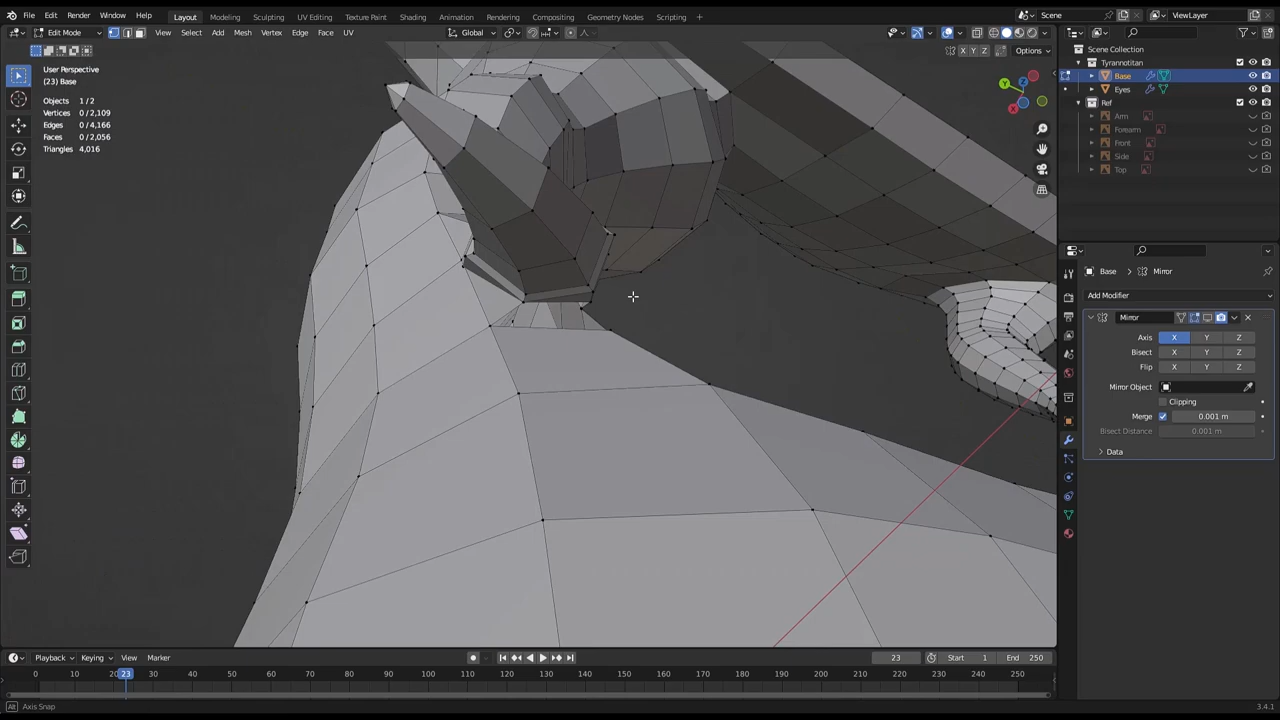 File Edit Render Window Help Layout Modeling Sculpting UV Editing Texture Paint Shading Animation Rendering Compositing Geometry Nodes Scripting + Scene ViewLayer
Edit Mode View Select Add Mesh Vertex Edge Face UV Global
X Y Z Options
User Perspective
(23) Base
Objects 1/2
Vertices 0/2,109
Edges 0/4,166
Faces 0/2,056
Triangles 4,016
Scene Collection
Tyrannotitan
Base
Eyes
Ref
Arm
Forearm
Front
Side
Top
Base > Mirror
Add Modifier
Mirror
Axis X Y Z
Bisect X Y Z
Flip X Y Z
Mirror Object
Clipping
Merge 0.001 m
Bisect Distance 0.001 m
Data
Playback Keying View Marker 23 Start 1 End 250
0 10 20 23 30 40 50 60 70 80 90 100 110 120 130 140 150 160 170 180 190 200 210 220 230 240 250
Alt Axis Snap 3.4.1